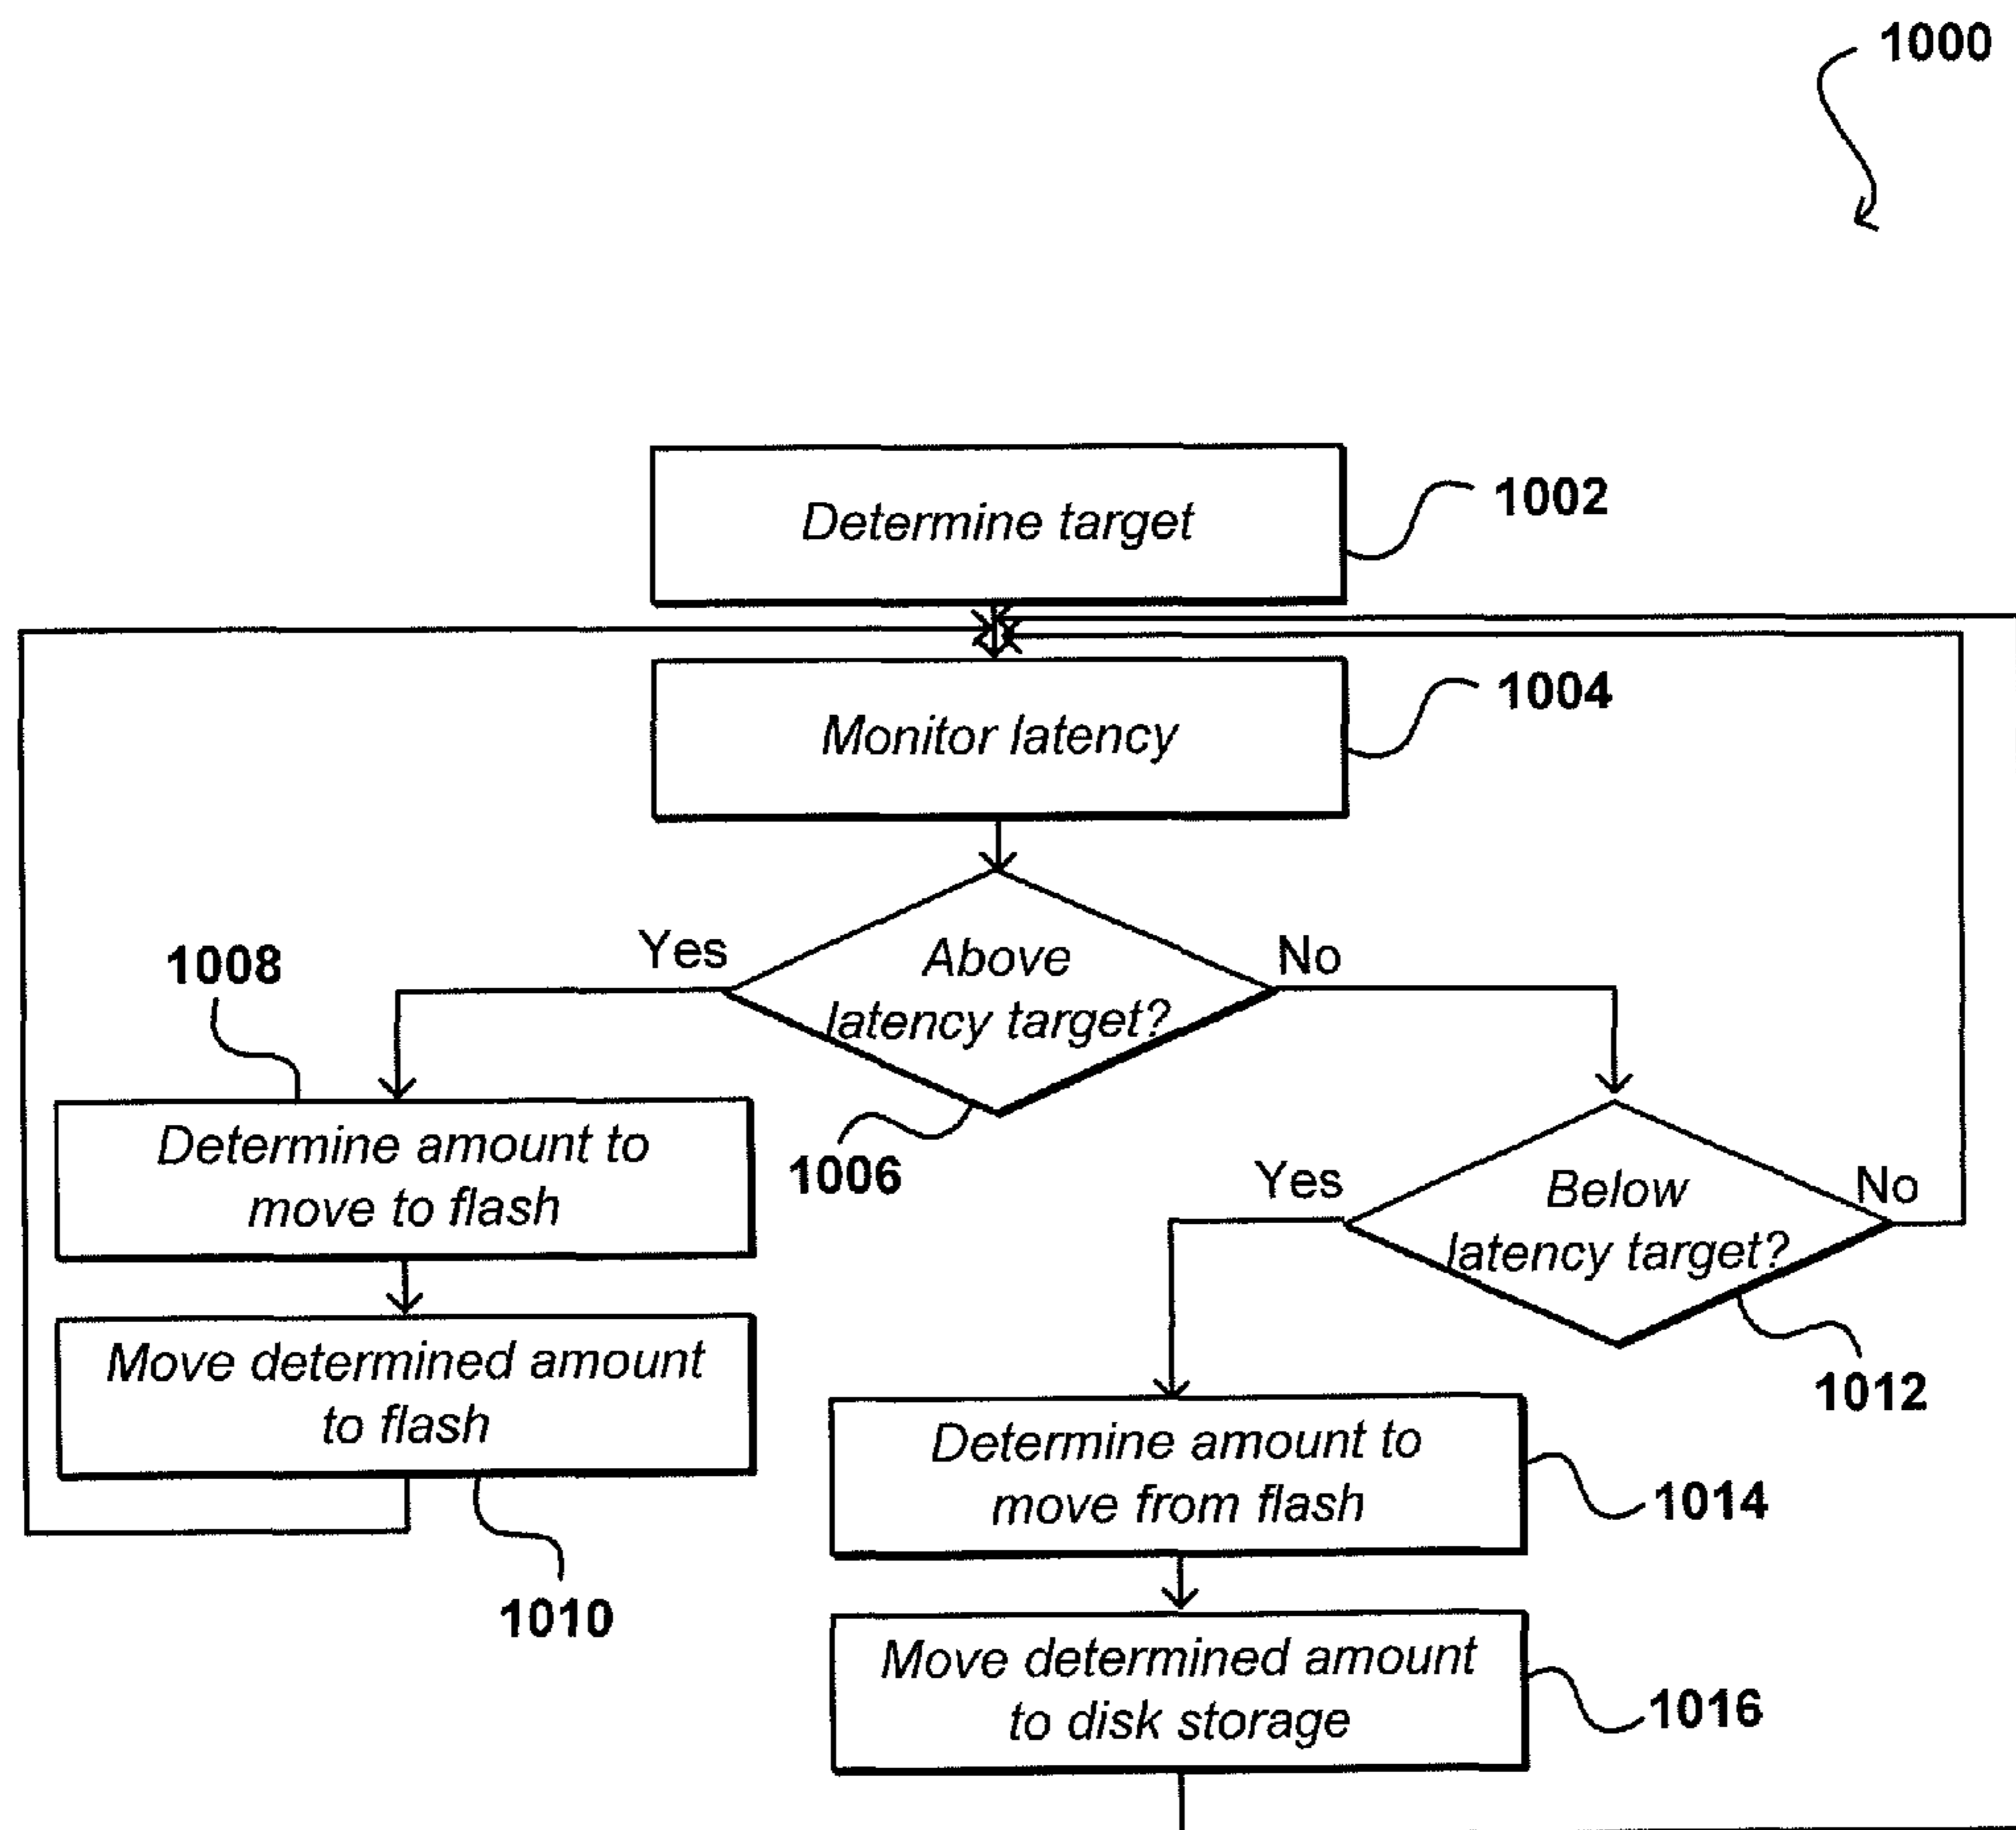 1000
Determine target
1002
Monitor latency
1004
Yes
Above
latency target?
No
1006
1008
Determine amount to
move to flash
Move determined amount
to flash
1010
Yes
Below
latency target?
No
1012
Determine amount to
move from flash
1014
Move determined amount
to disk storage
1016